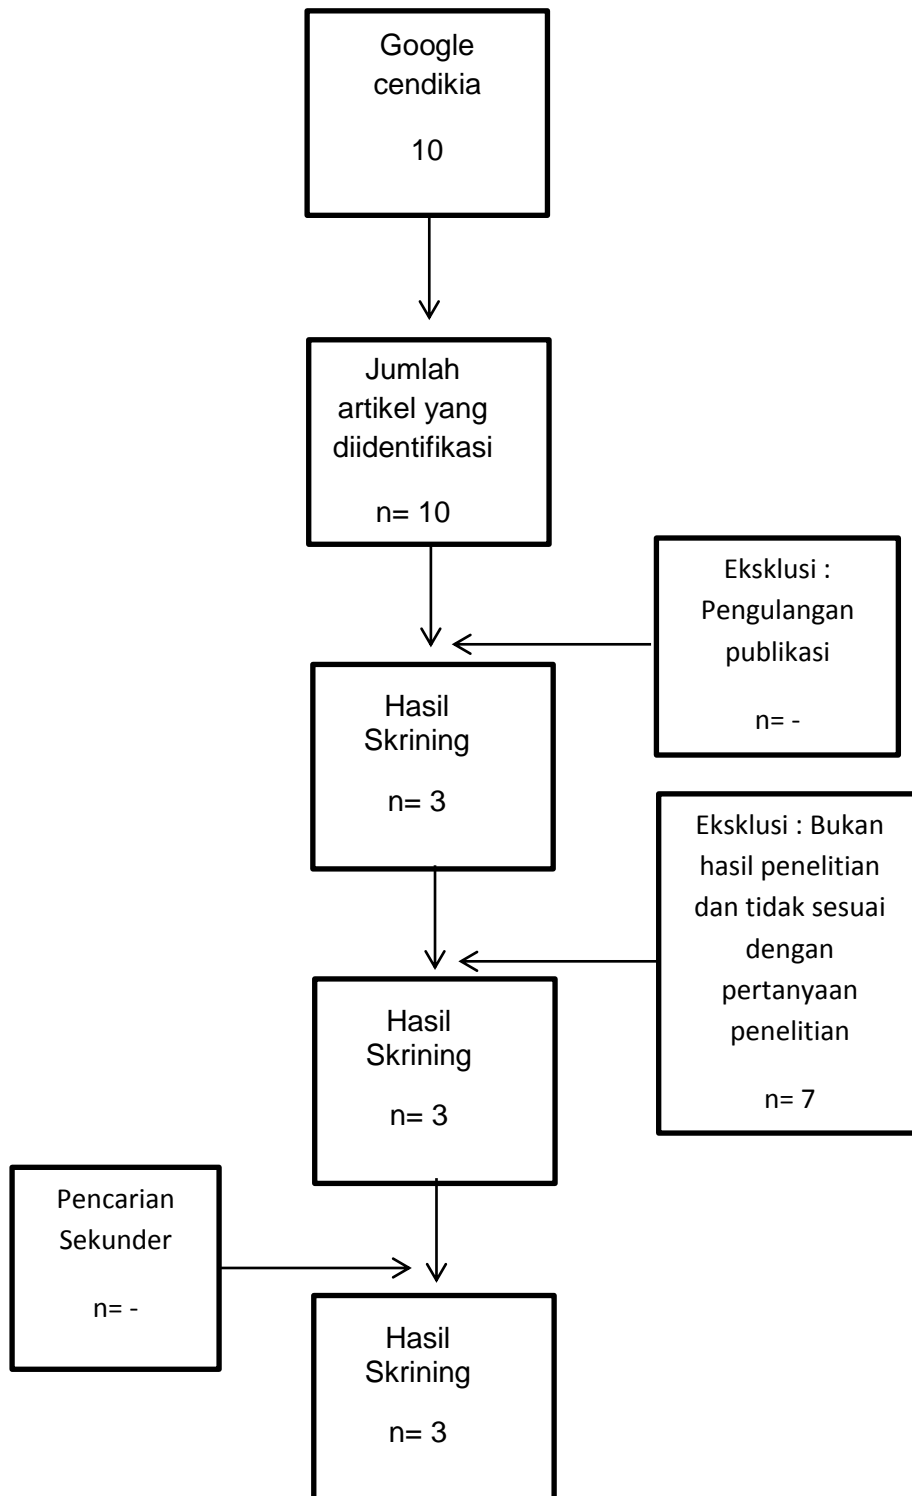 Google
cendikia
10
Jumlah
artikel yang
diidentifikasi
n= 10
Eksklusi :
Pengulangan
publikasi
n= -
Hasil
Skrining
n= 3
Eksklusi : Bukan
hasil penelitian
dan tidak sesuai
dengan
pertanyaan
penelitian
n= 7
Hasil
Skrining
n= 3
Pencarian
Sekunder
n= -
Hasil
Skrining
n= 3